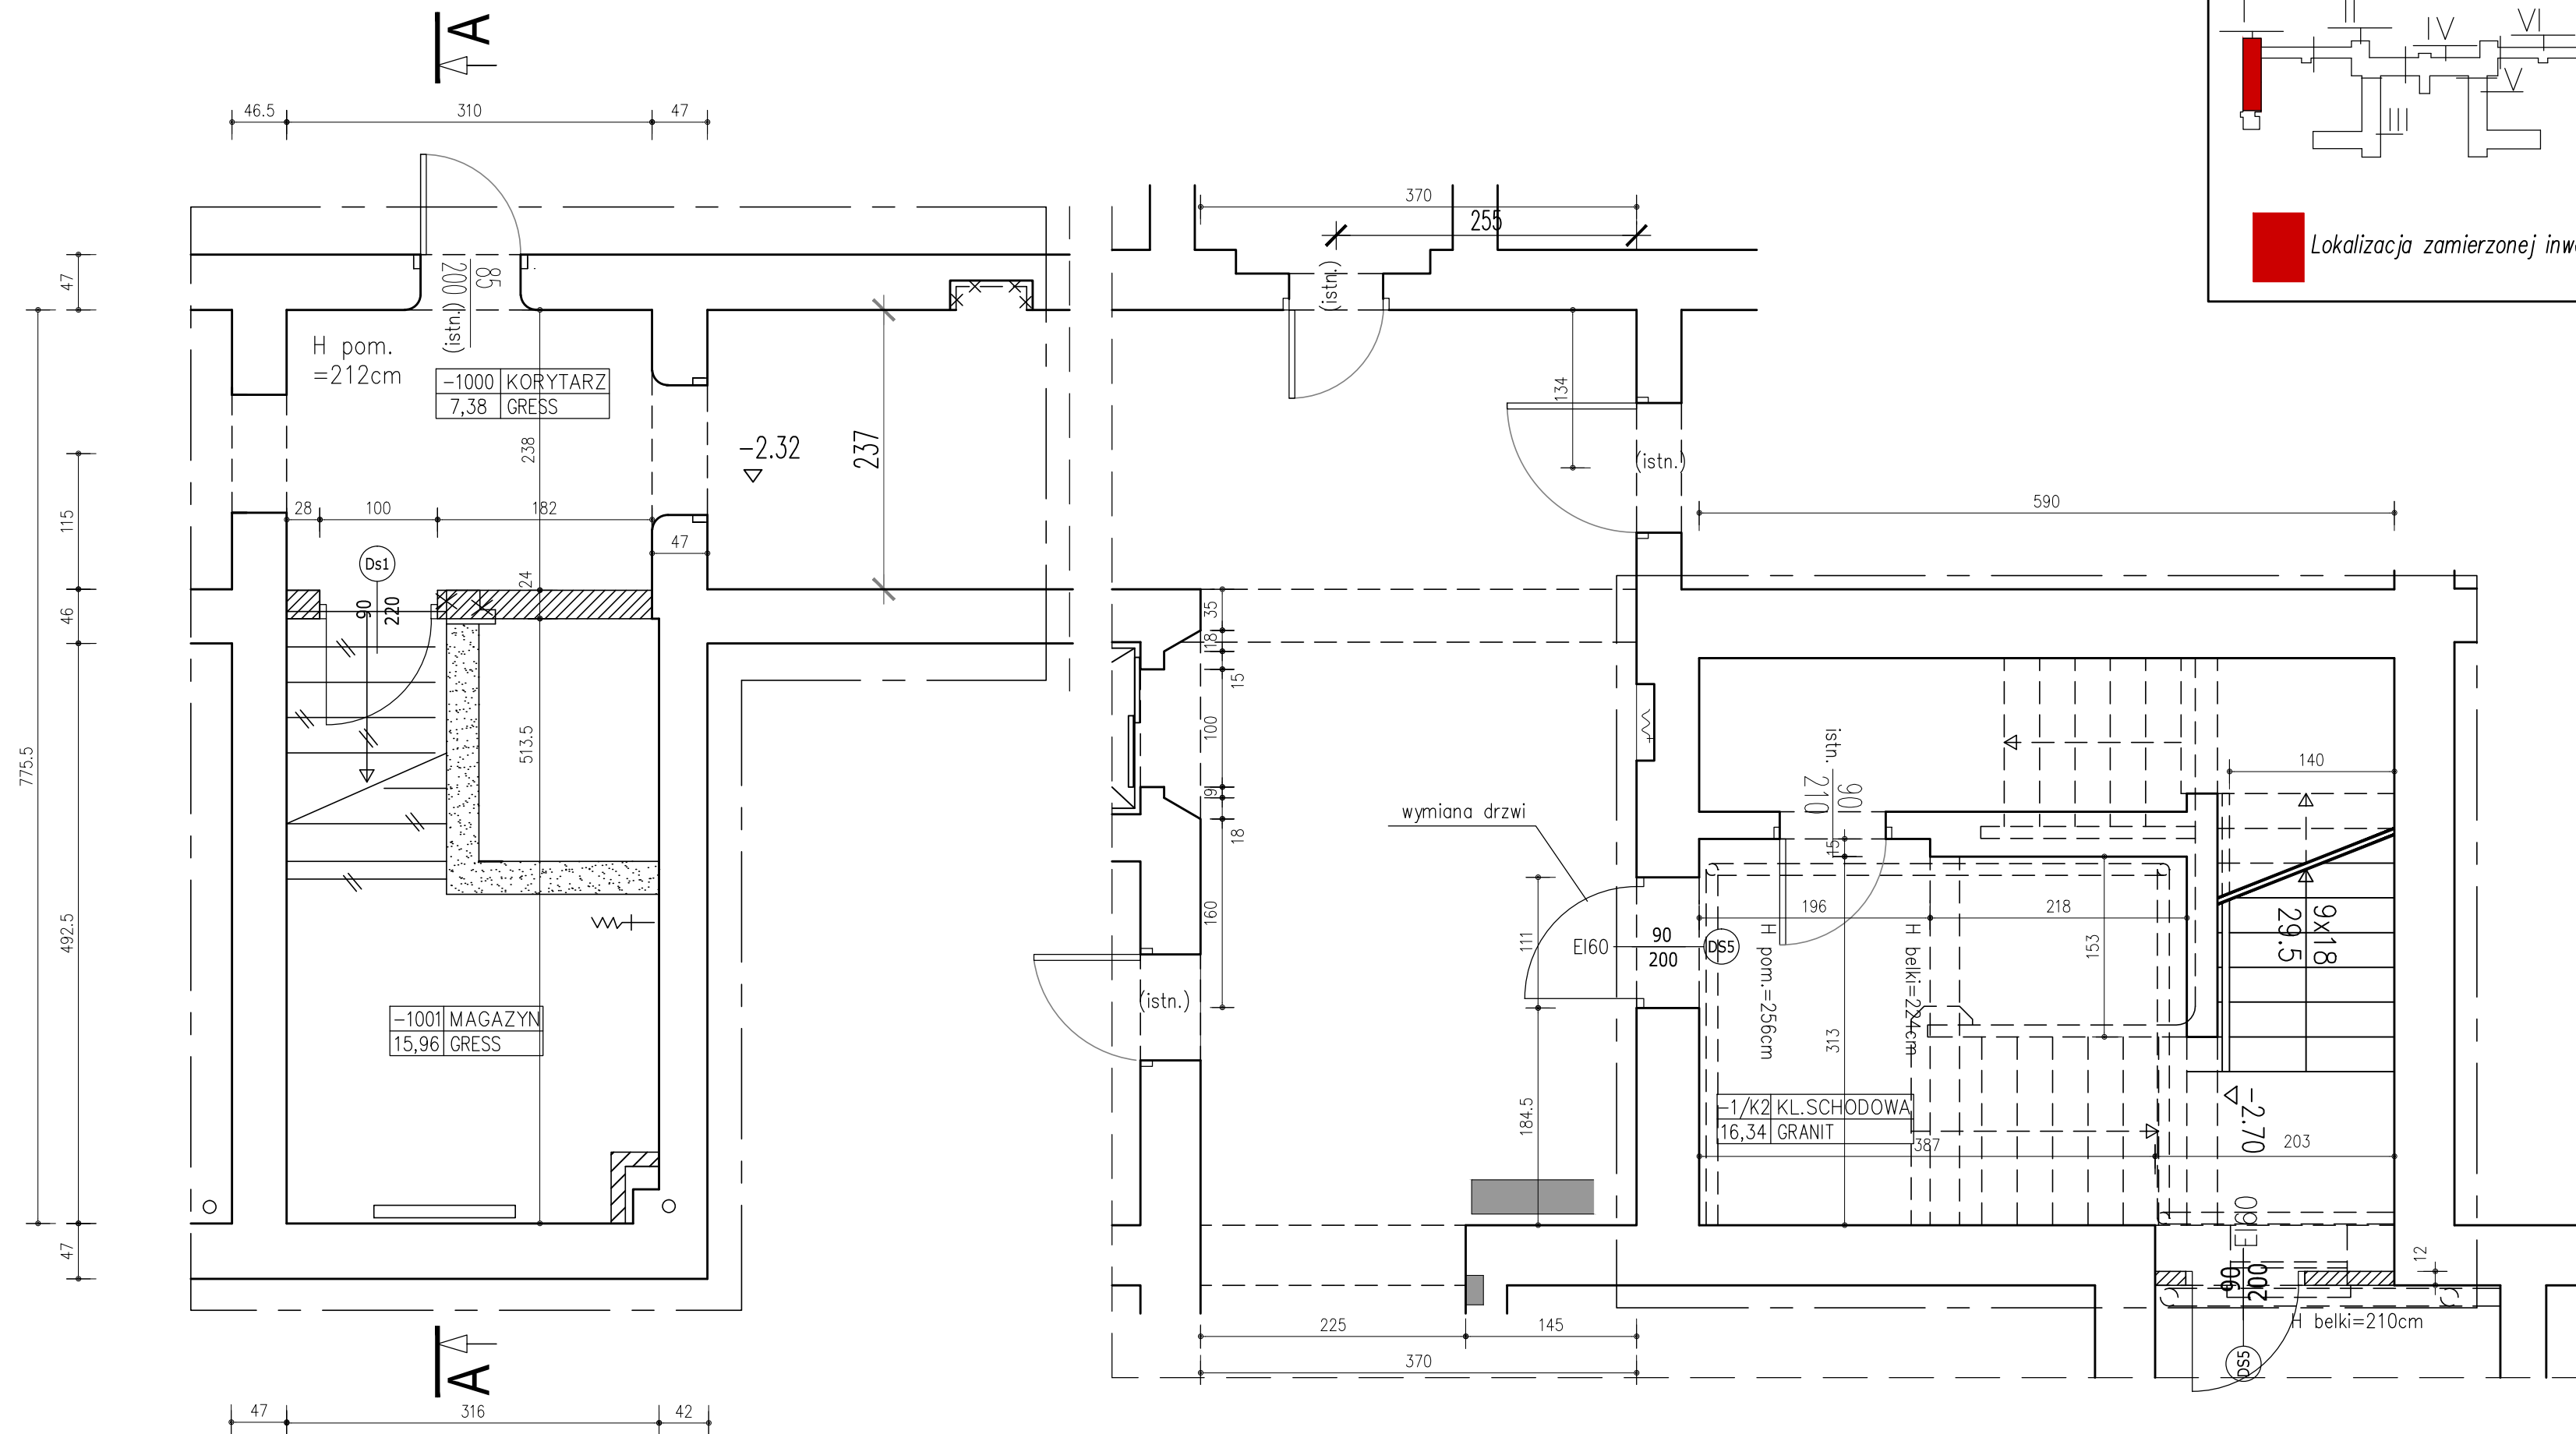 A
I
II
IV
VI
V
III
Lokalizacja zamierzonej inw
46.5
310
47
370
255
(istn.)
47
85
200 (istn.)
H pom.
=212cm
-1000 KORYTARZ
7,38 GRESS
238
-2.32
237
134
(istn.)
28
100
182
115
47
590
Ds1
24
90
220
46
35
18
15
100
9
18
160
775.5
513.5
492.5
istn.
90
210
140
wymiana drzwi
15
196
218
153
9x18
29.5
111
EI60
90
200
DS5
H pom.=256cm
H belki=224cm
313
(istn.)
-1001 MAGAZYN
15,96 GRESS
184.5
-1/K2 KL.SCHODOWA
16,34 GRANIT
387
-2.70
203
EI60
90
200
12
H belki=210cm
DS5
47
225
145
370
A
47
316
42